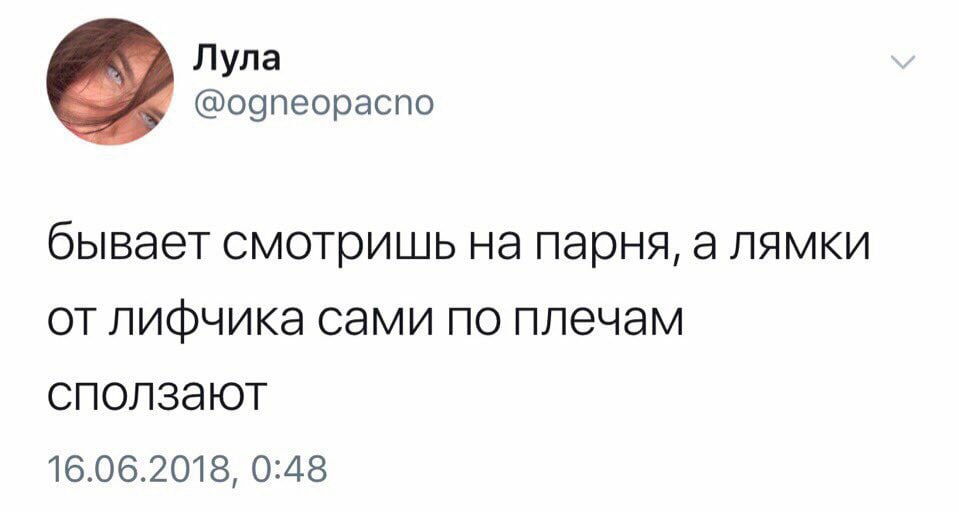 Лула
@ogneopacno
бывает смотришь на парня, а лямки
от лифчика сами по плечам
сползают
16.06.2018, 0:48